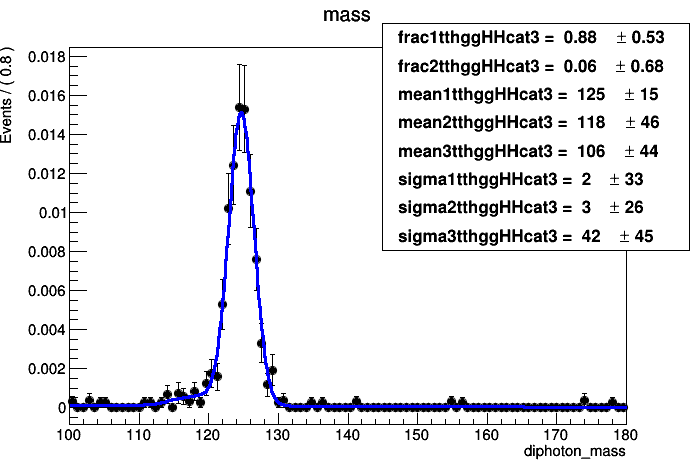 mass
frac1tthggHHcat3 = 0.88 ± 0.53
frac2tthggHHcat3 = 0.06 ± 0.68
mean1tthggHHcat3 = 125 ± 15
mean2tthggHHcat3 = 118 ± 46
mean3tthggHHcat3 = 106 ± 44
sigma1tthggHHcat3 = 2 ± 33
sigma2tthggHHcat3 = 3 ± 26
sigma3tthggHHcat3 = 42 ± 45
Events / ( 0.8 )
0.018
0.016
0.014
0.012
0.01
0.008
0.006
0.004
0.002
0
100 110 120 130 140 150 160 170 180
diphoton_mass